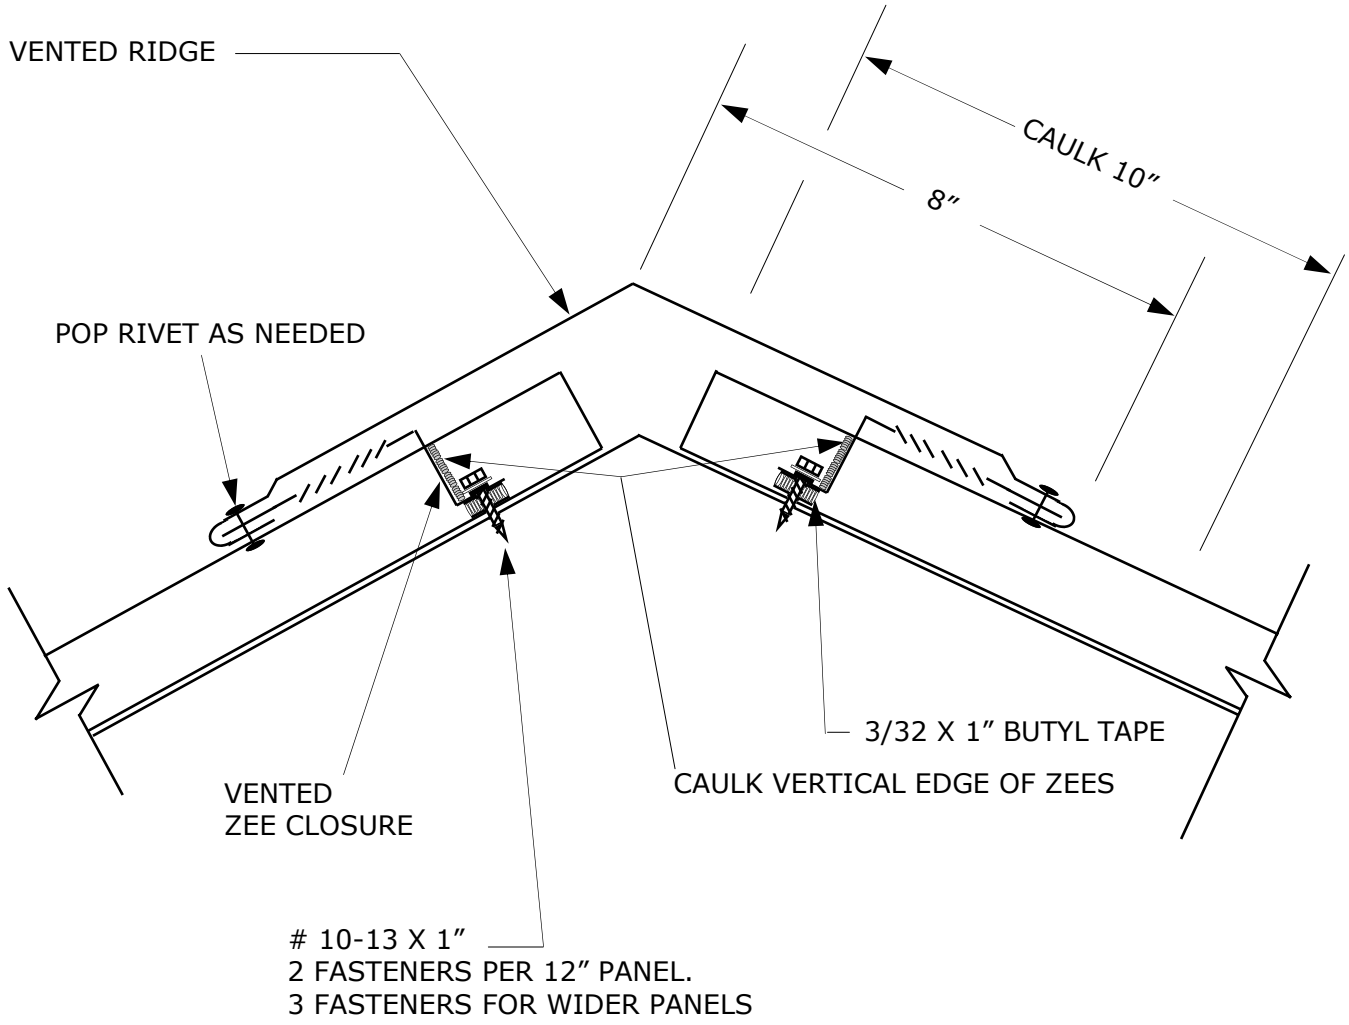 VENTED RIDGE
CAULK 10”
8”
POP RIVET AS NEEDED
3/32 X 1” BUTYL TAPE
CAULK VERTICAL EDGE OF ZEES
VENTED
ZEE CLOSURE
# 10-13 X 1”
2 FASTENERS PER 12” PANEL.
3 FASTENERS FOR WIDER PANELS